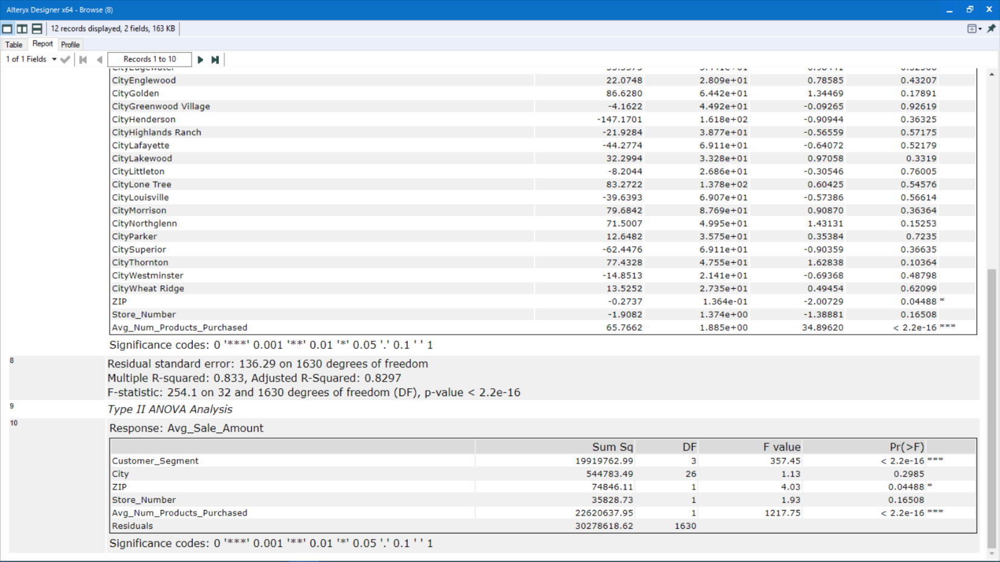 Alteryx Designer x64 - Browse (8)
12 records displayed, 2 fields, 163 KB
Table Report Profile
1 of 1 Fields Records 1 to 10
CityEdgewater
CityEnglewood 22.0748 2.809e+01 0.78585 0.43207
CityGolden 86.6280 6.442e+01 1.34469 0.17891
CityGreenwood Village -4.1622 4.492e+01 -0.09265 0.92619
CityHenderson -147.1701 1.618e+02 -0.90944 0.36325
CityHighlands Ranch -21.9284 3.877e+01 -0.56559 0.57175
CityLafayette -44.2774 6.911e+01 -0.64072 0.52179
CityLakewood 32.2994 3.328e+01 0.97058 0.3319
CityLittleton -8.2044 2.686e+01 -0.30546 0.76005
CityLone Tree 83.2722 1.378e+02 0.60425 0.54576
CityLouisville -39.6393 6.907e+01 -0.57386 0.56614
CityMorrison 79.6842 8.769e+01 0.90870 0.36364
CityNorthglenn 71.5007 4.995e+01 1.43131 0.15253
CityParker 12.6482 3.575e+01 0.35384 0.7235
CitySuperior -62.4476 6.911e+01 -0.90359 0.36635
CityThornton 77.4328 4.755e+01 1.62838 0.10364
CityWestminster -14.8513 2.141e+01 -0.69368 0.48798
CityWheat Ridge 13.5252 2.735e+01 0.49454 0.62099
ZIP -0.2737 1.364e-01 -2.00729 0.04488 *
Store_Number -1.9082 1.374e+00 -1.38881 0.16508
Avg_Num_Products_Purchased 65.7662 1.885e+00 34.89620 < 2.2e-16 ***
Significance codes: 0 '***' 0.001 '**' 0.01 '*' 0.05 '.' 0.1 ' ' 1
8 Residual standard error: 136.29 on 1630 degrees of freedom
Multiple R-squared: 0.833, Adjusted R-Squared: 0.8297
F-statistic: 254.1 on 32 and 1630 degrees of freedom (DF), p-value < 2.2e-16
9 Type II ANOVA Analysis
10 Response: Avg_Sale_Amount
Sum Sq DF F value Pr(>F)
Customer_Segment 19919762.99 3 357.45 < 2.2e-16 ***
City 544783.49 26 1.13 0.2985
ZIP 74846.11 1 4.03 0.04488 *
Store_Number 35828.73 1 1.93 0.16508
Avg_Num_Products_Purchased 22620637.95 1 1217.75 < 2.2e-16 ***
Residuals 30278618.62 1630
Significance codes: 0 '***' 0.001 '**' 0.01 '*' 0.05 '.' 0.1 ' ' 1